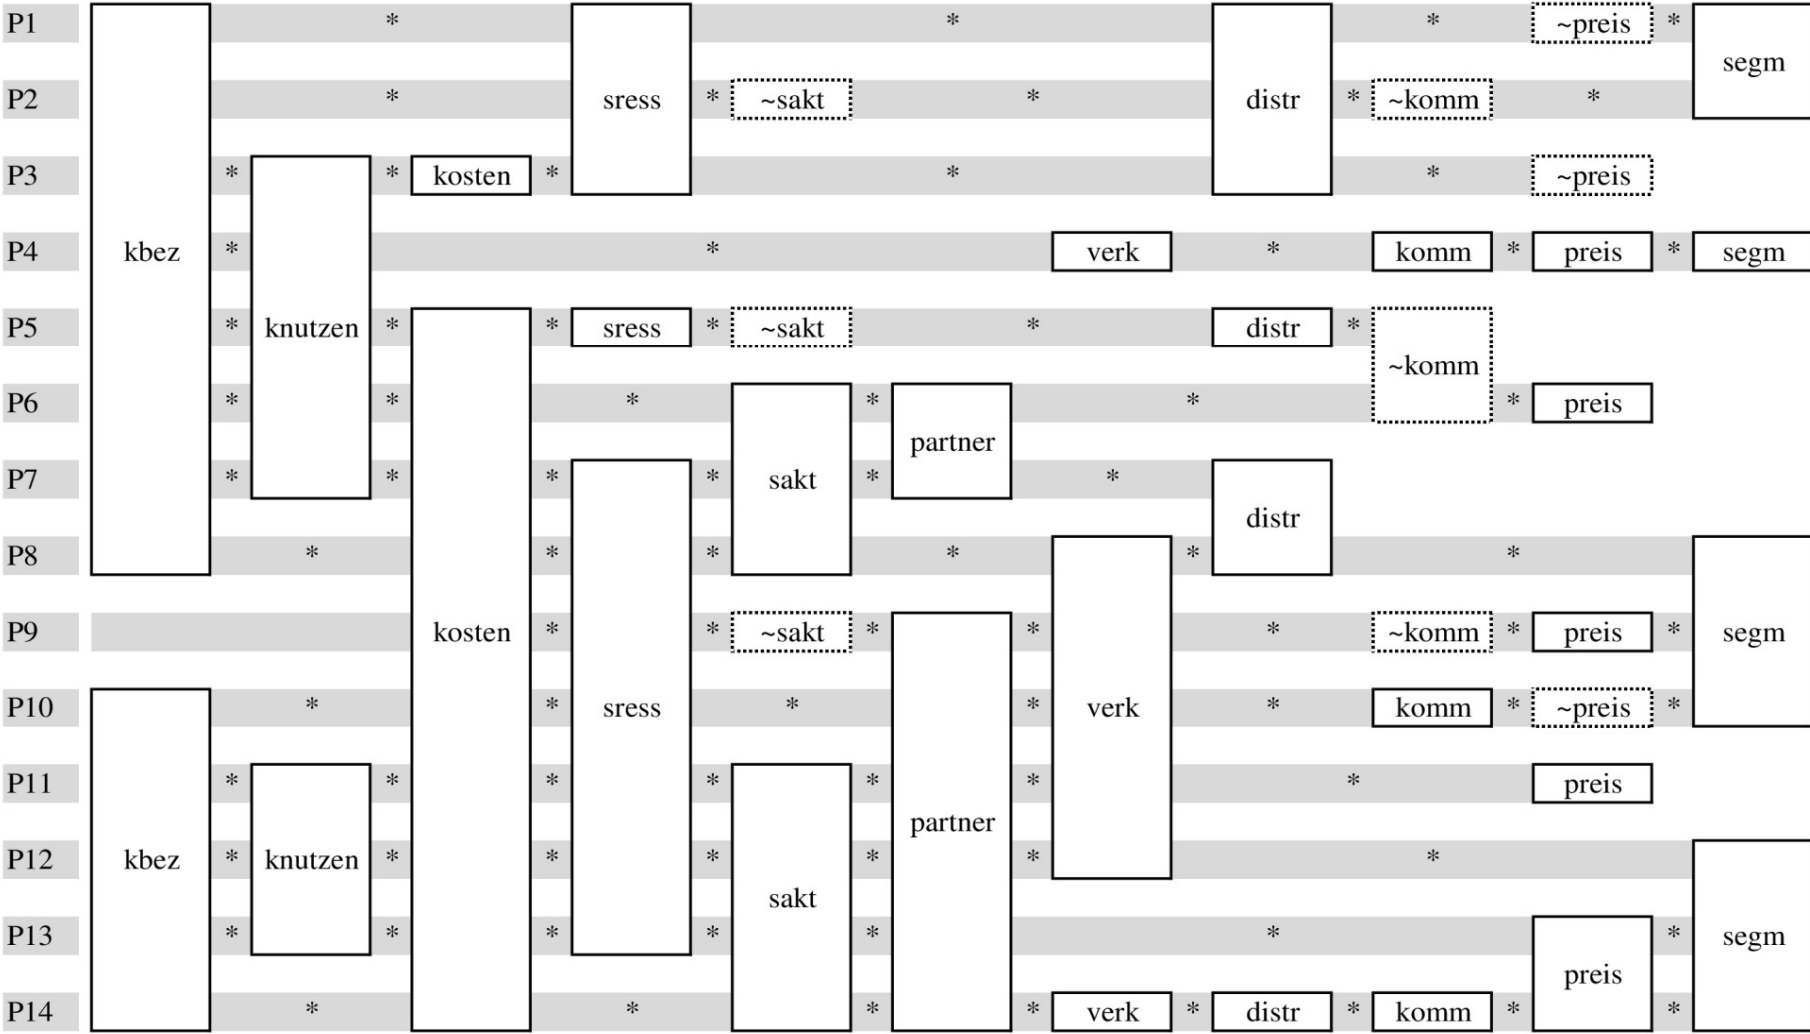 P1 * * * ~preis *
kbez sress distr segm
P2 * * ~sakt * * ~komm *
P3 * knutzen * kosten * * * ~preis
P4 * * verk * komm * preis * segm
P5 * * kosten * sress * ~sakt * distr * ~komm
P6 * * * sakt * partner * * preis
P7 * * * sress * * * distr
P8 * * * * verk * * segm
P9 * * ~sakt * partner * * ~komm * preis *
P10 kbez * * * * * komm * ~preis *
P11 * knutzen * * * sakt * * * preis
P12 * * * * * * * segm
P13 * * * * * * preis *
P14 * * * * verk * distr * komm * *